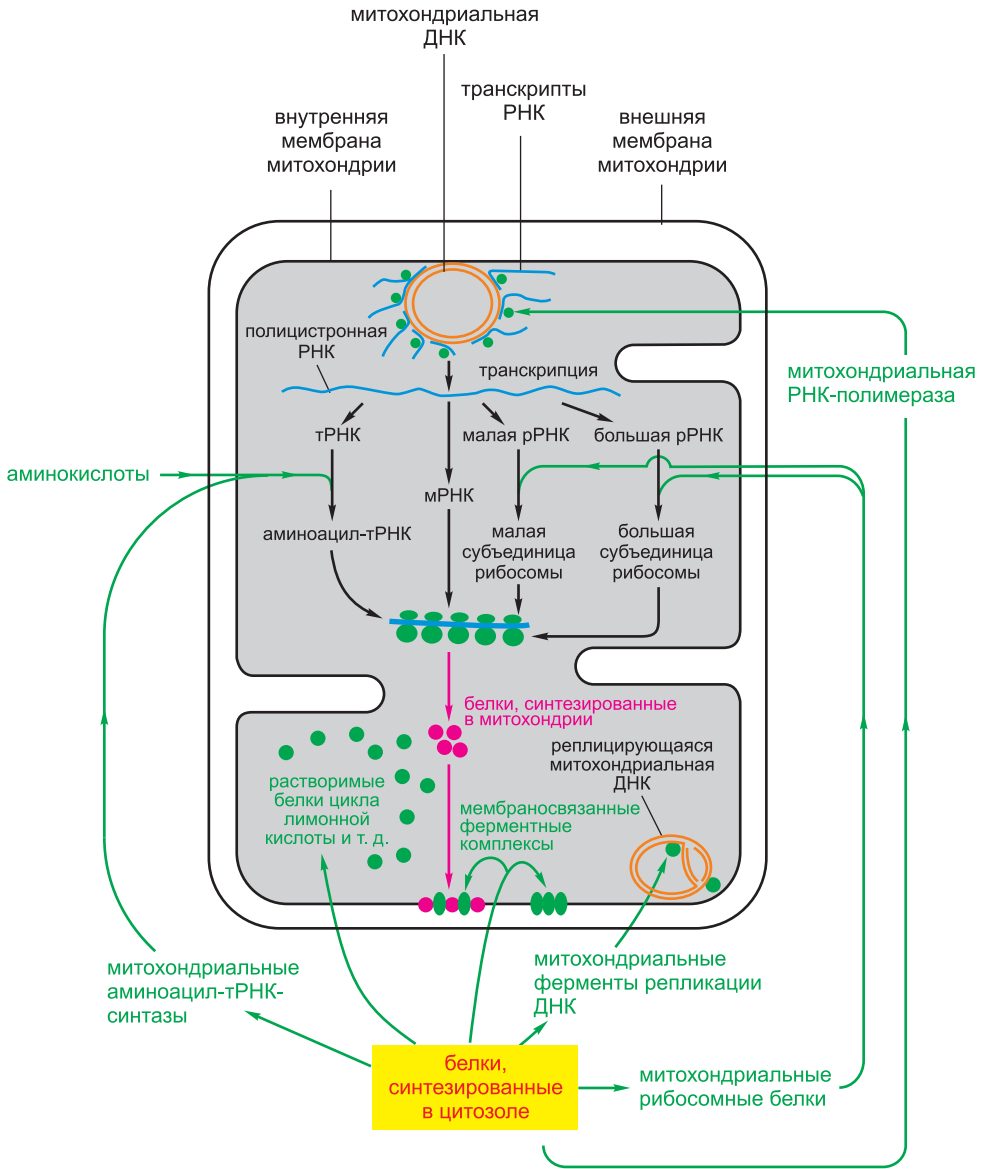 митохондриальная
ДНК
транскрипты
РНК
внутренняя
мембрана
митохондрии
внешняя
мембрана
митохондрии
полицистронная
РНК
транскрипция
митохондриальная
РНК-полимераза
тРНК
малая рРНК
большая рРНК
аминокислоты
мРНК
аминоацил-тРНК
малая
субъединица
рибосомы
большая
субъединица
рибосомы
белки, синтезированные
в митохондрии
реплицирующаяся
митохондриальная
ДНК
растворимые
белки цикла
лимонной
кислоты и т. д.
мембраносвязанные
ферментные
комплексы
митохондриальные
аминоацил-тРНК-
синтазы
митохондриальные
ферменты репликации
ДНК
белки,
синтезированные
в цитозоле
митохондриальные
рибосомные белки